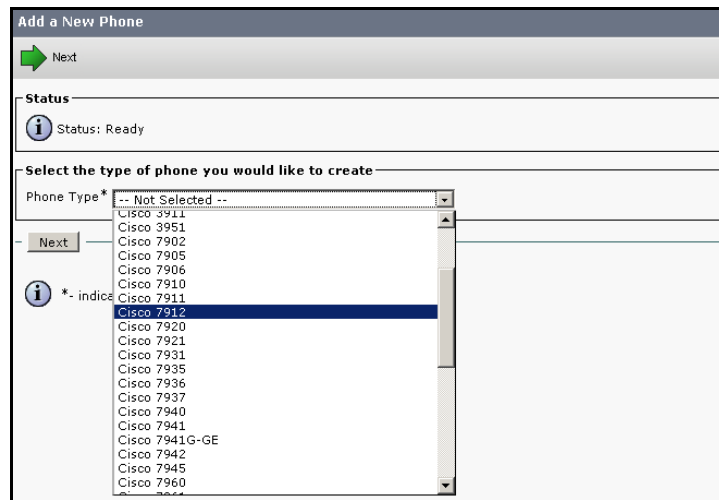 Add a New Phone
Next
Status
Status: Ready
Select the type of phone you would like to create
Phone Type* -- Not Selected --
Cisco 3911
Cisco 3951
Cisco 7902
Cisco 7905
Cisco 7906
Cisco 7910
Cisco 7911
Cisco 7912
Cisco 7920
Cisco 7921
Cisco 7931
Cisco 7935
Cisco 7936
Cisco 7937
Cisco 7940
Cisco 7941
Cisco 7941G-GE
Cisco 7942
Cisco 7945
Cisco 7960
Next
*- indica